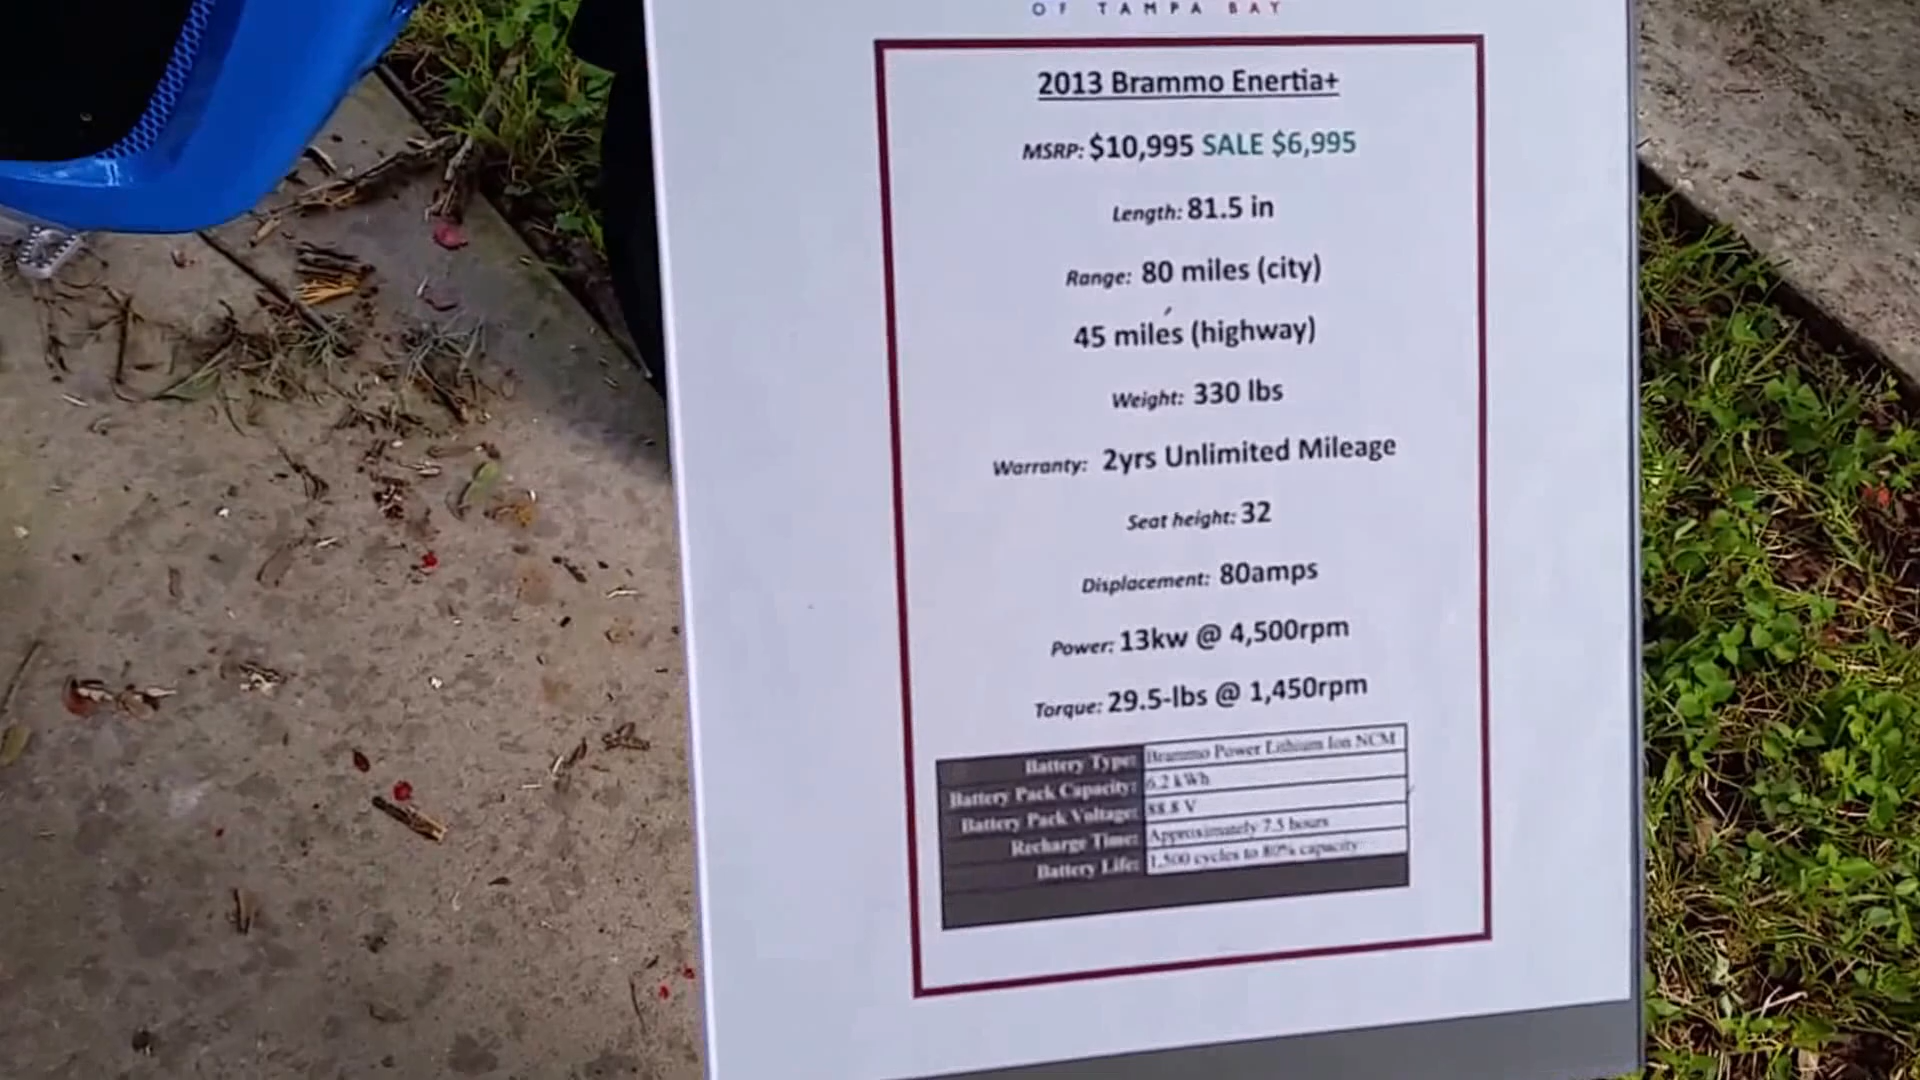 OF TAMPA BAY
2013 Brammo Enertia+
MSRP: $10,995 SALE $6,995
Length: 81.5 in
Range: 80 miles (city)
45 miles (highway)
Weight: 330 lbs
Warranty: 2yrs Unlimited Mileage
Seat height: 32
Displacement: 80amps
Power: 13kw @ 4,500rpm
Torque: 29.5-lbs @ 1,450rpm
Battery Type: Brammo Power Lithium Ion NCM
Battery Pack Capacity: 6.2 kWh
Battery Pack Voltage: 88.8 V
Recharge Time: Approximately 7.5 hours
Battery Life: 1,500 cycles to 80% capacity